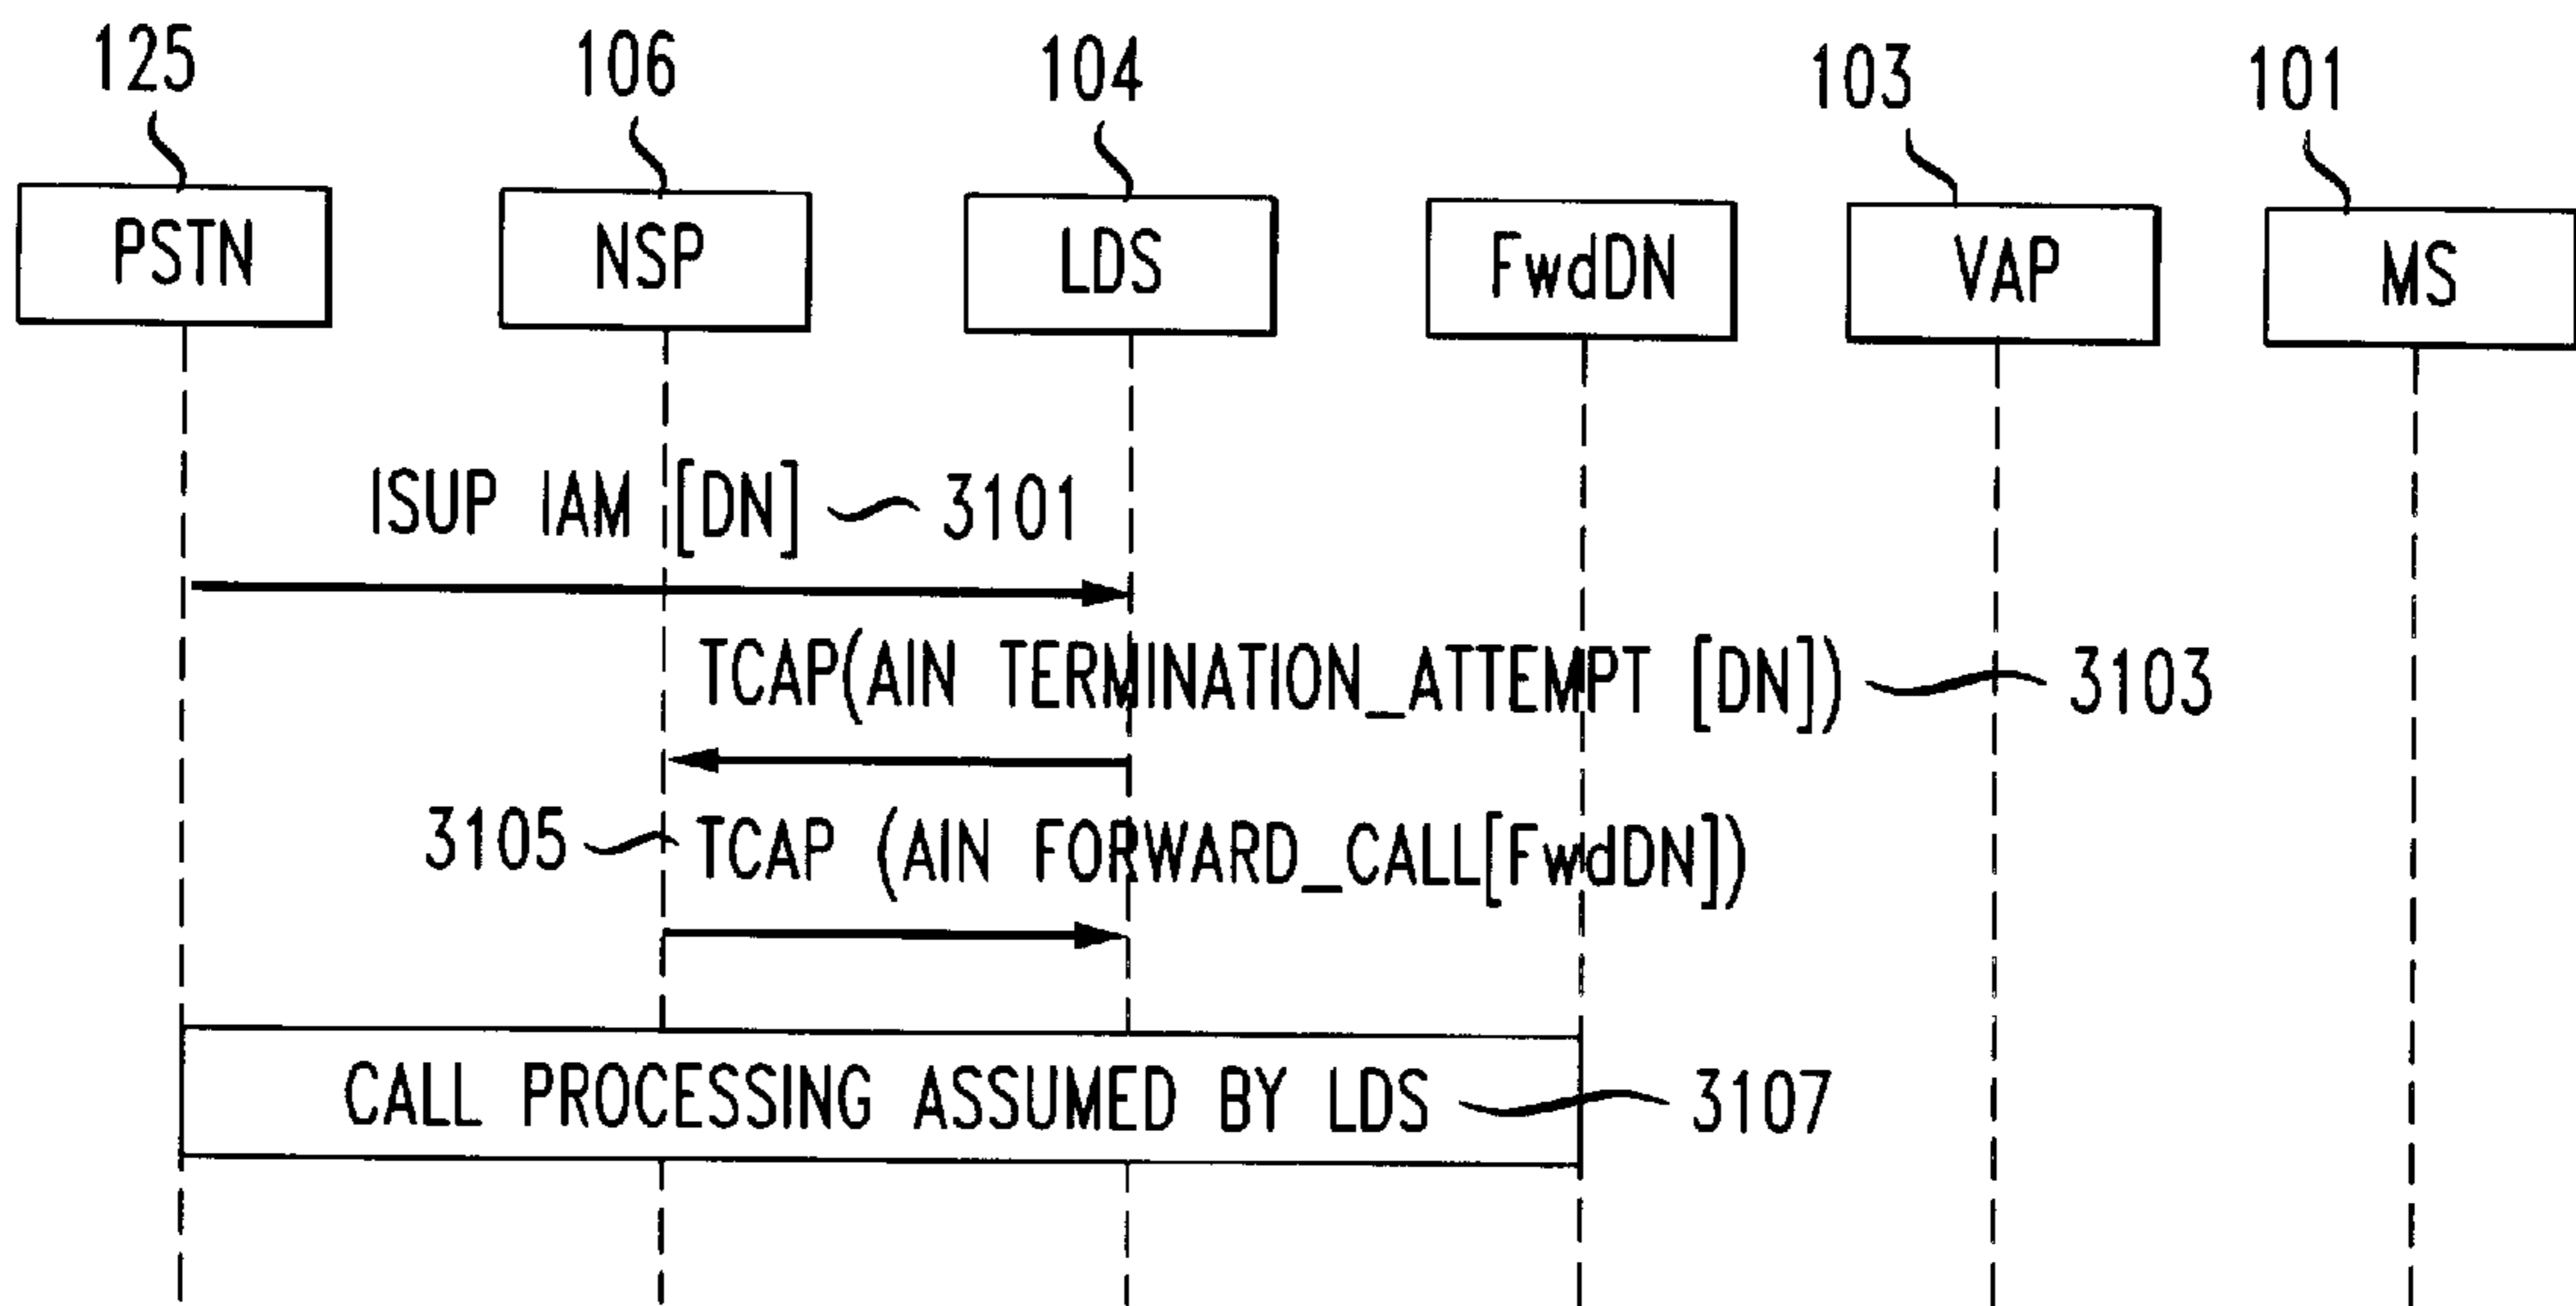 125 106 104 103 101
PSTN NSP LDS FwdDN VAP MS
ISUP IAM [DN] 3101
TCAP(AIN TERMINATION_ATTEMPT [DN]) 3103
3105 TCAP (AIN FORWARD_CALL[FwdDN])
CALL PROCESSING ASSUMED BY LDS 3107